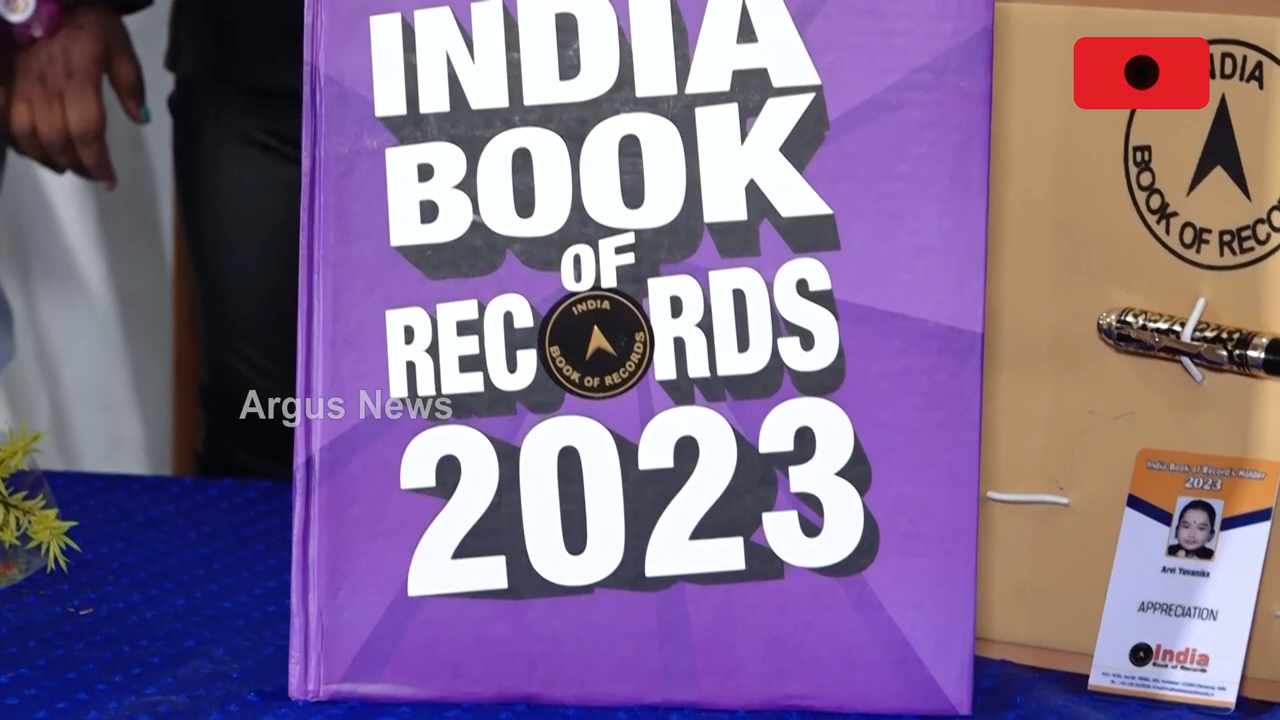 INDIA
BOOK
OF
RECORDS
INDIA
BOOK OF RECORDS
2023
Argus News
INDIA
BOOK OF RECO
India Book of Record's Holder
2023
Arvi Yuvanika
APPRECIATION
India
Book of Records